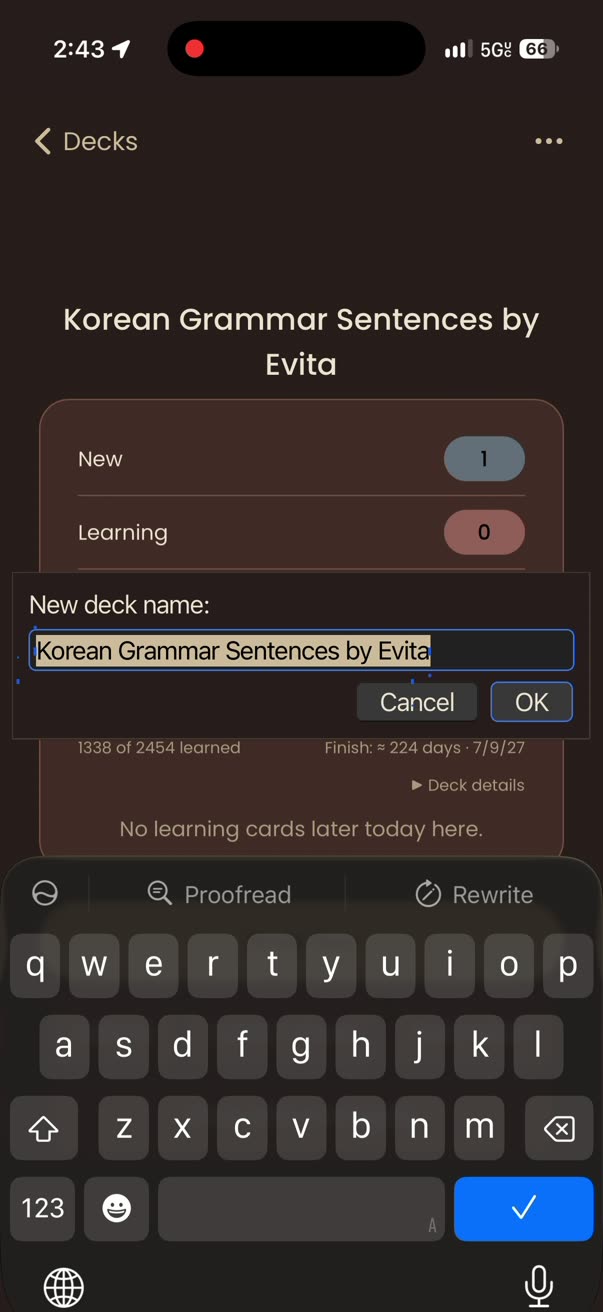 2:43
5GUC 66
Decks
Korean Grammar Sentences by
Evita
New 1
Learning 0
New deck name:
Korean Grammar Sentences by Evita
Cancel OK
1338 of 2454 learned Finish: ≈ 224 days · 7/9/27
▶ Deck details
No learning cards later today here.
Proofread Rewrite
q w e r t y u i o p
a s d f g h j k l
z x c v b n m
123
A